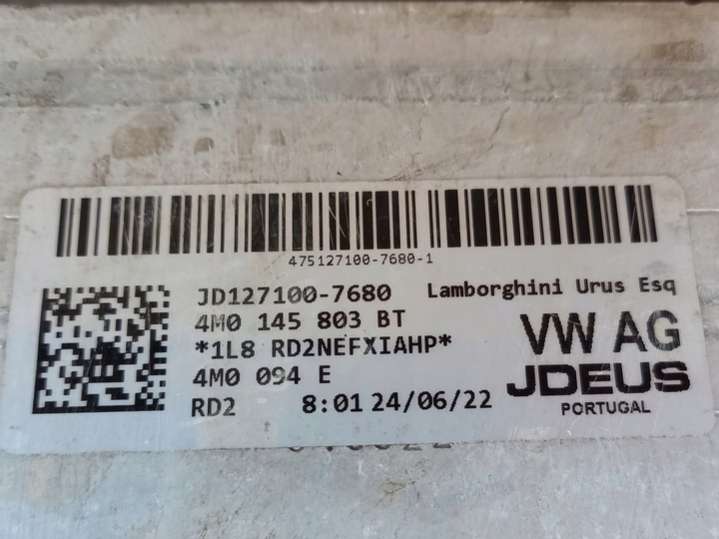 475127100-7680-1
JD127100-7680 Lamborghini Urus Esq
4M0 145 803 BT
*1L8 RD2NEFXIAHP*
4M0 094 E
RD2 8:01 24/06/22
VW AG
JDEUS
PORTUGAL